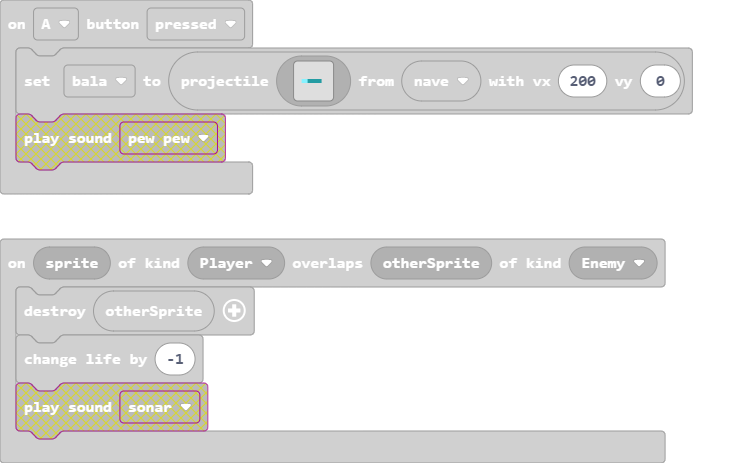 on A button pressed
set bala to projectile from nave with vx 200 vy 0
play sound pew pew
on sprite of kind Player overlaps otherSprite of kind Enemy
destroy otherSprite
change life by -1
play sound sonar